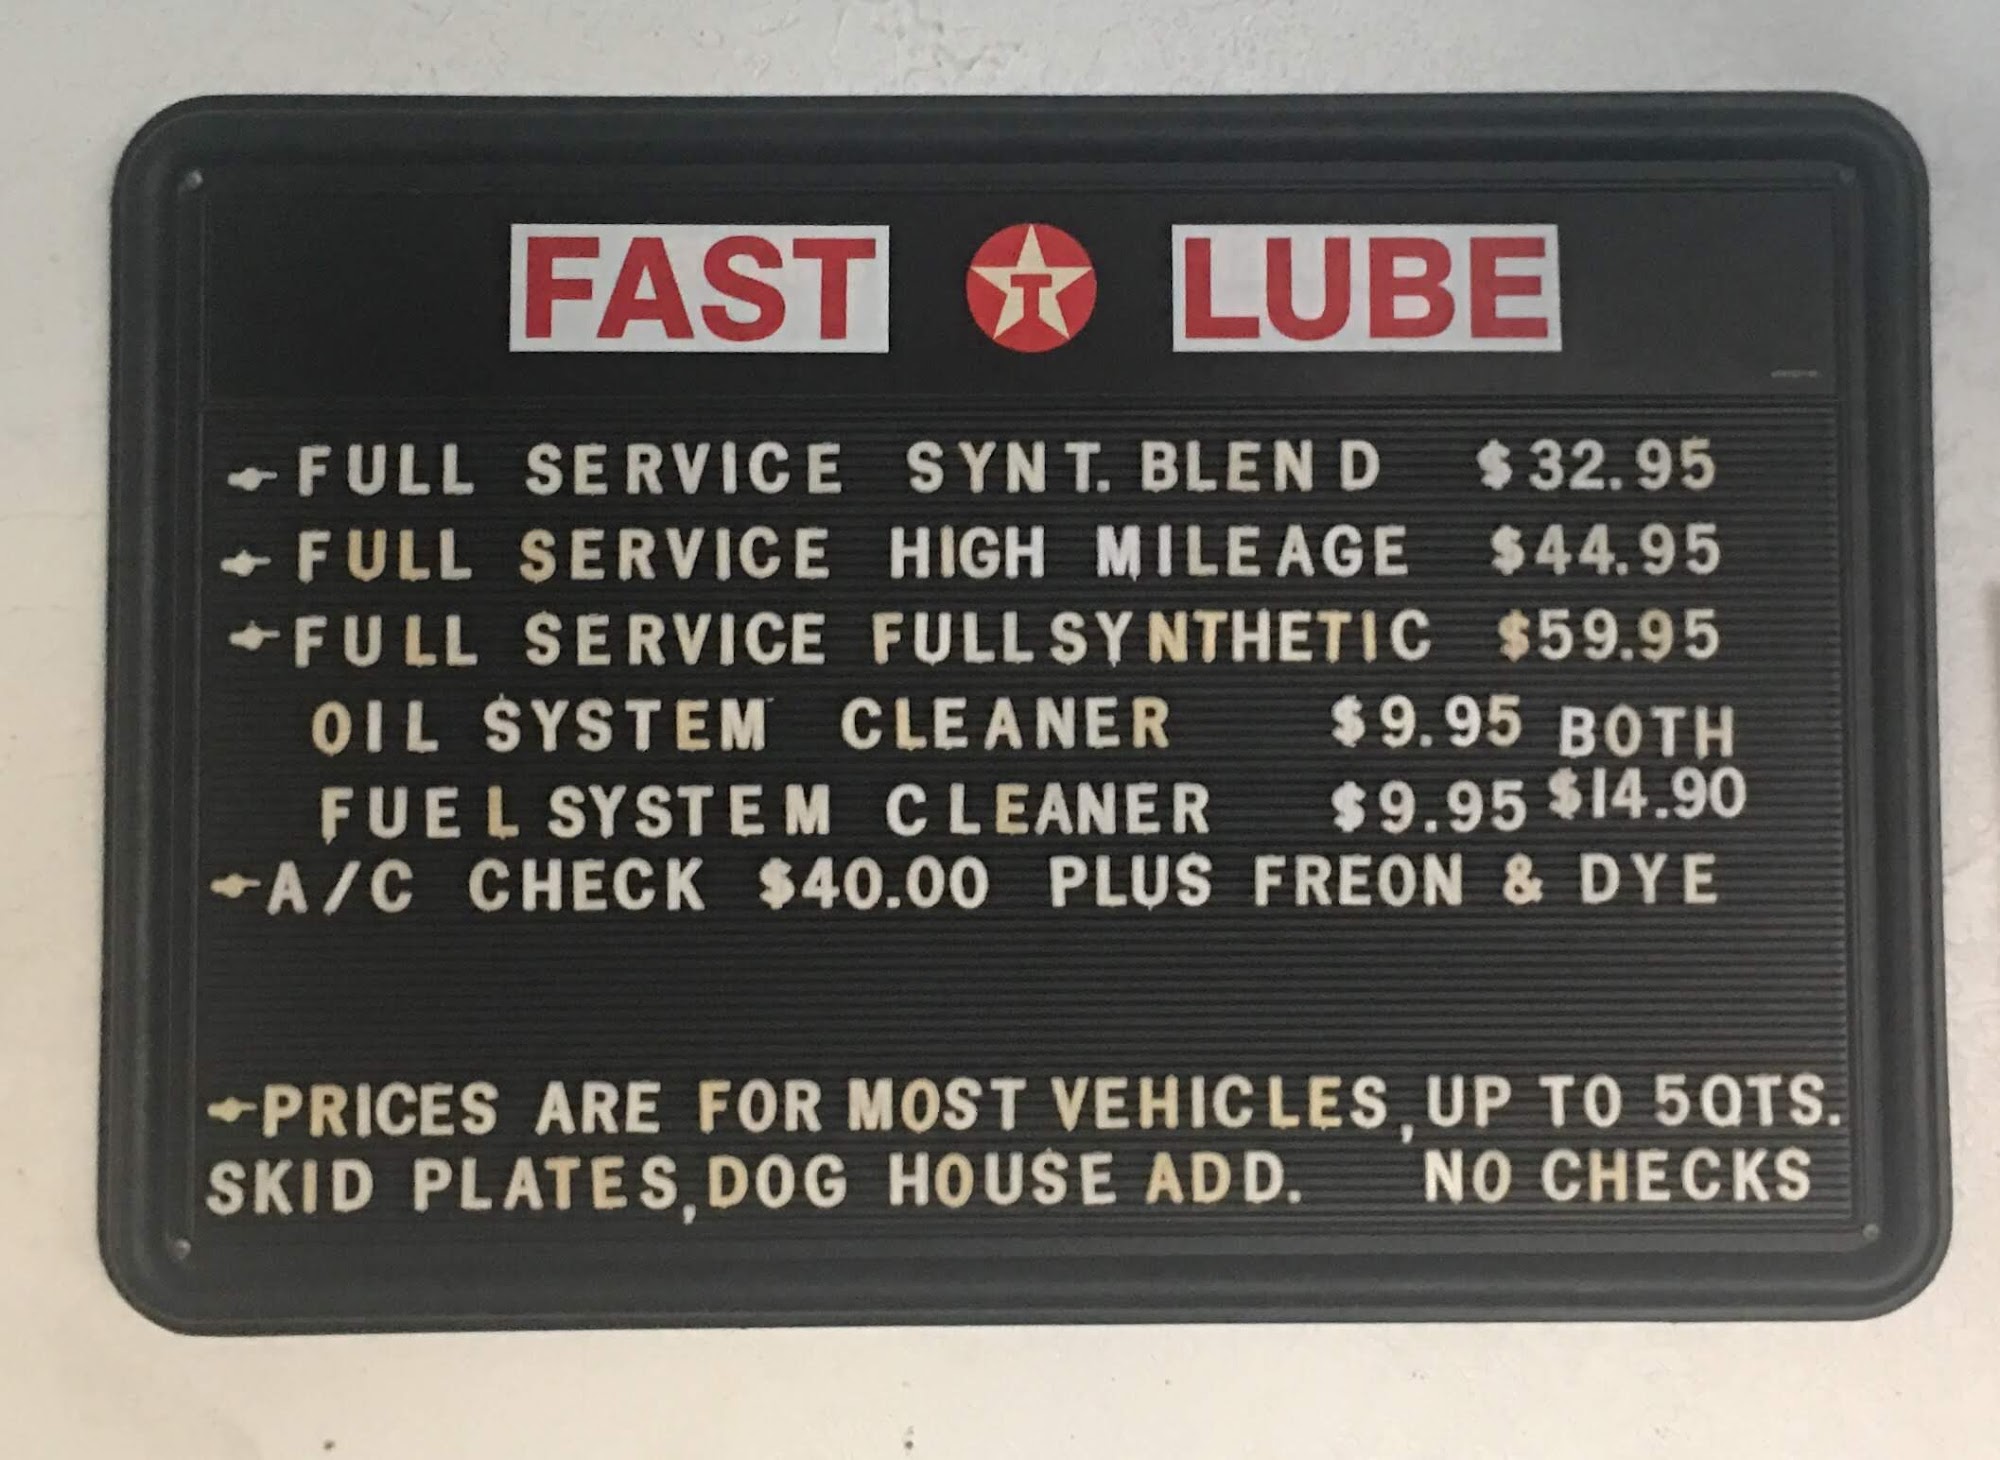 FAST T LUBE
FULL SERVICE SYNT. BLEND $32.95
FULL SERVICE HIGH MILEAGE $44.95
FULL SERVICE FULL SYNTHETIC $59.95
OIL SYSTEM CLEANER $9.95 BOTH
FUEL SYSTEM CLEANER $9.95 $14.90
A/C CHECK $40.00 PLUS FREON & DYE
PRICES ARE FOR MOST VEHICLES, UP TO 5QTS.
SKID PLATES, DOG HOUSE ADD. NO CHECKS